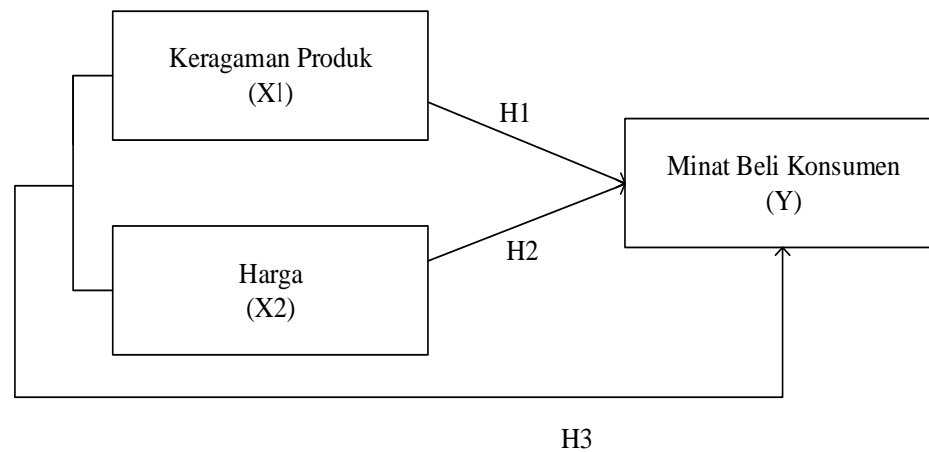 Keragaman Produk
(X1)
H1
Minat Beli Konsumen
(Y)
H2
Harga
(X2)
H3